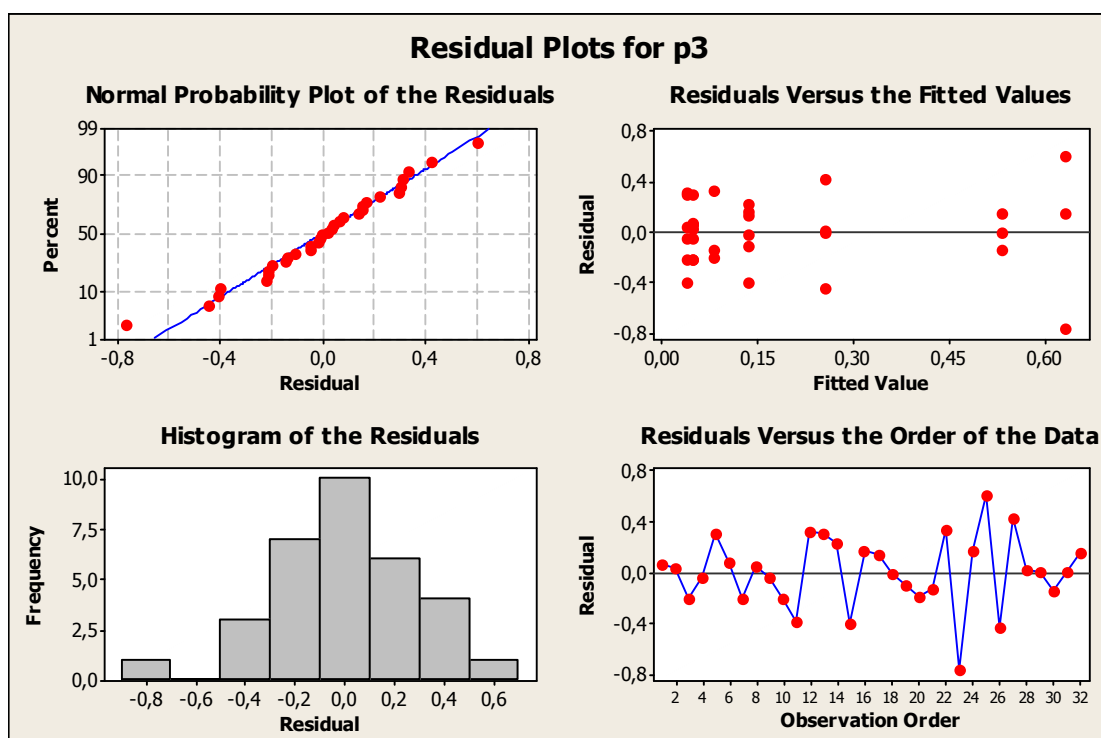 Residual Plots for p3
Normal Probability Plot of the Residuals
99
90
50
10
1
Percent
-0,8 -0,4 0,0 0,4 0,8
Residual
Residuals Versus the Fitted Values
0,8
0,4
0,0
-0,4
-0,8
Residual
0,00 0,15 0,30 0,45 0,60
Fitted Value
Histogram of the Residuals
10,0
7,5
5,0
2,5
0,0
Frequency
-0,8 -0,6 -0,4 -0,2 0,0 0,2 0,4 0,6
Residual
Residuals Versus the Order of the Data
0,8
0,4
0,0
-0,4
-0,8
Residual
2 4 6 8 10 12 14 16 18 20 22 24 26 28 30 32
Observation Order